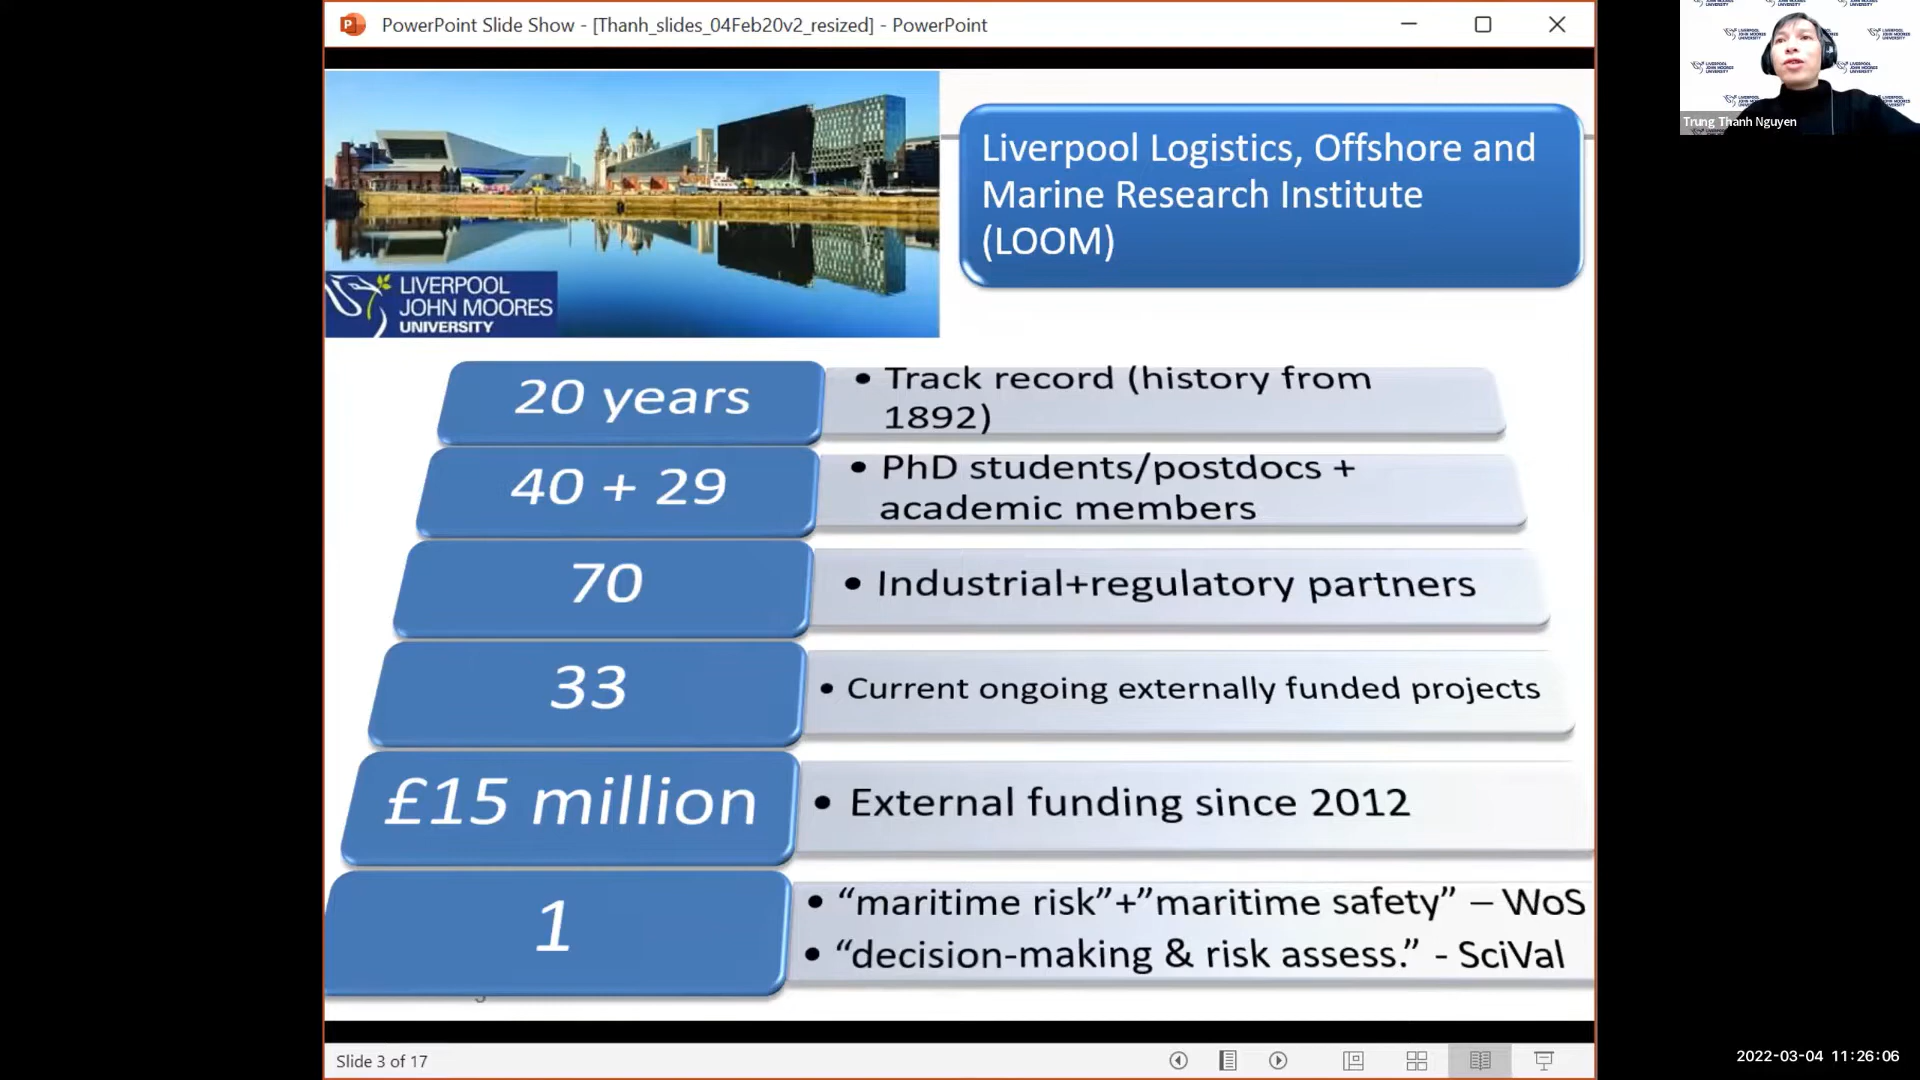 PowerPoint Slide Show - [Thanh_slides_04Feb20v2_resized] - PowerPoint
Trung Thanh Nguyen
Liverpool Logistics, Offshore and
Marine Research Institute
(LOOM)
LIVERPOOL
JOHN MOORES
UNIVERSITY
20 years
• Track record (history from
1892)
40 + 29
• PhD students/postdocs +
academic members
70
• Industrial+regulatory partners
33
• Current ongoing externally funded projects
£15 million
• External funding since 2012
1
• “maritime risk”+”maritime safety” – WoS
• “decision-making & risk assess.” - SciVal
Slide 3 of 17
2022-03-04 11:26:06